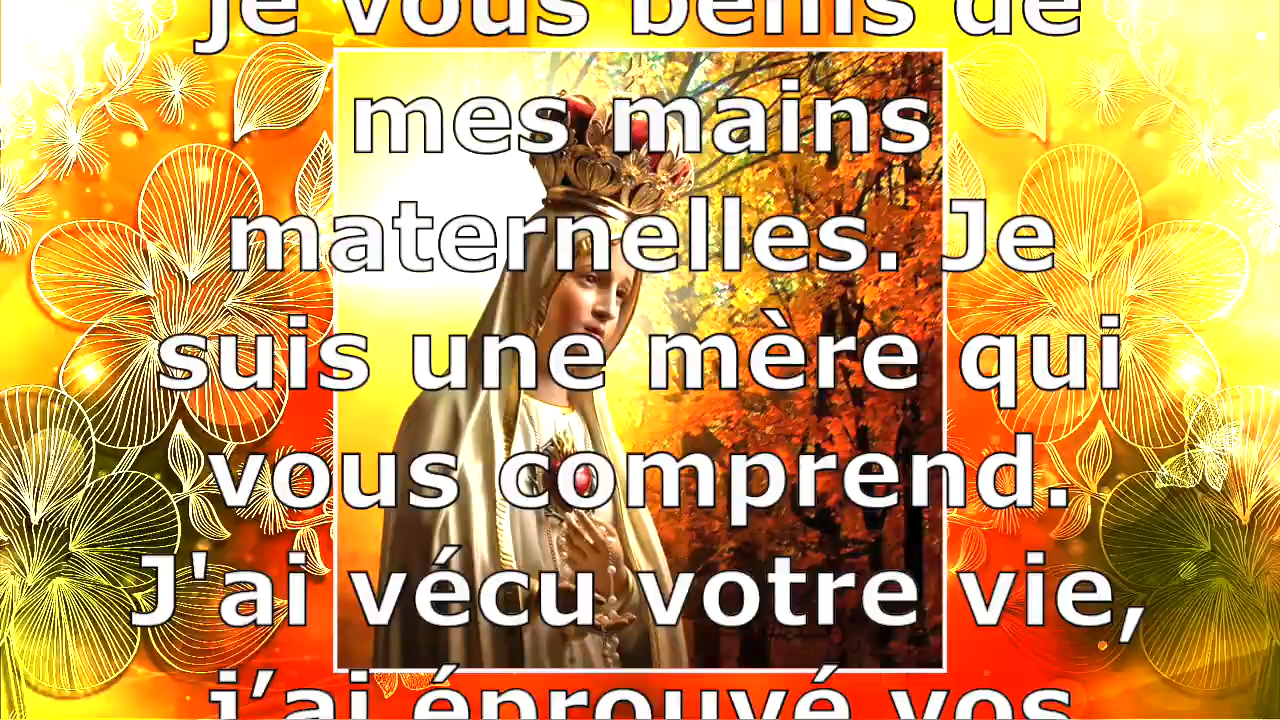 je vous bénis de
mes mains
maternelles. Je
suis une mère qui
vous comprend.
J'ai vécu votre vie,
j’ai éprouvé vos